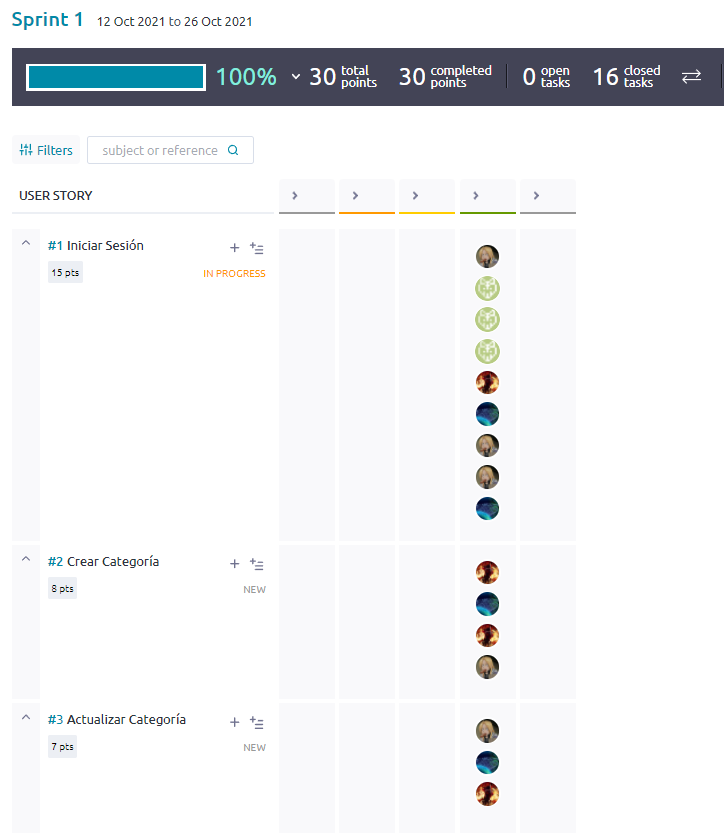 Sprint 1 12 Oct 2021 to 26 Oct 2021
100% 30 total points 30 completed points 0 open tasks 16 closed tasks
Filters subject or reference
USER STORY
#1 Iniciar Sesión
15 pts IN PROGRESS
#2 Crear Categoría
8 pts NEW
#3 Actualizar Categoría
7 pts NEW